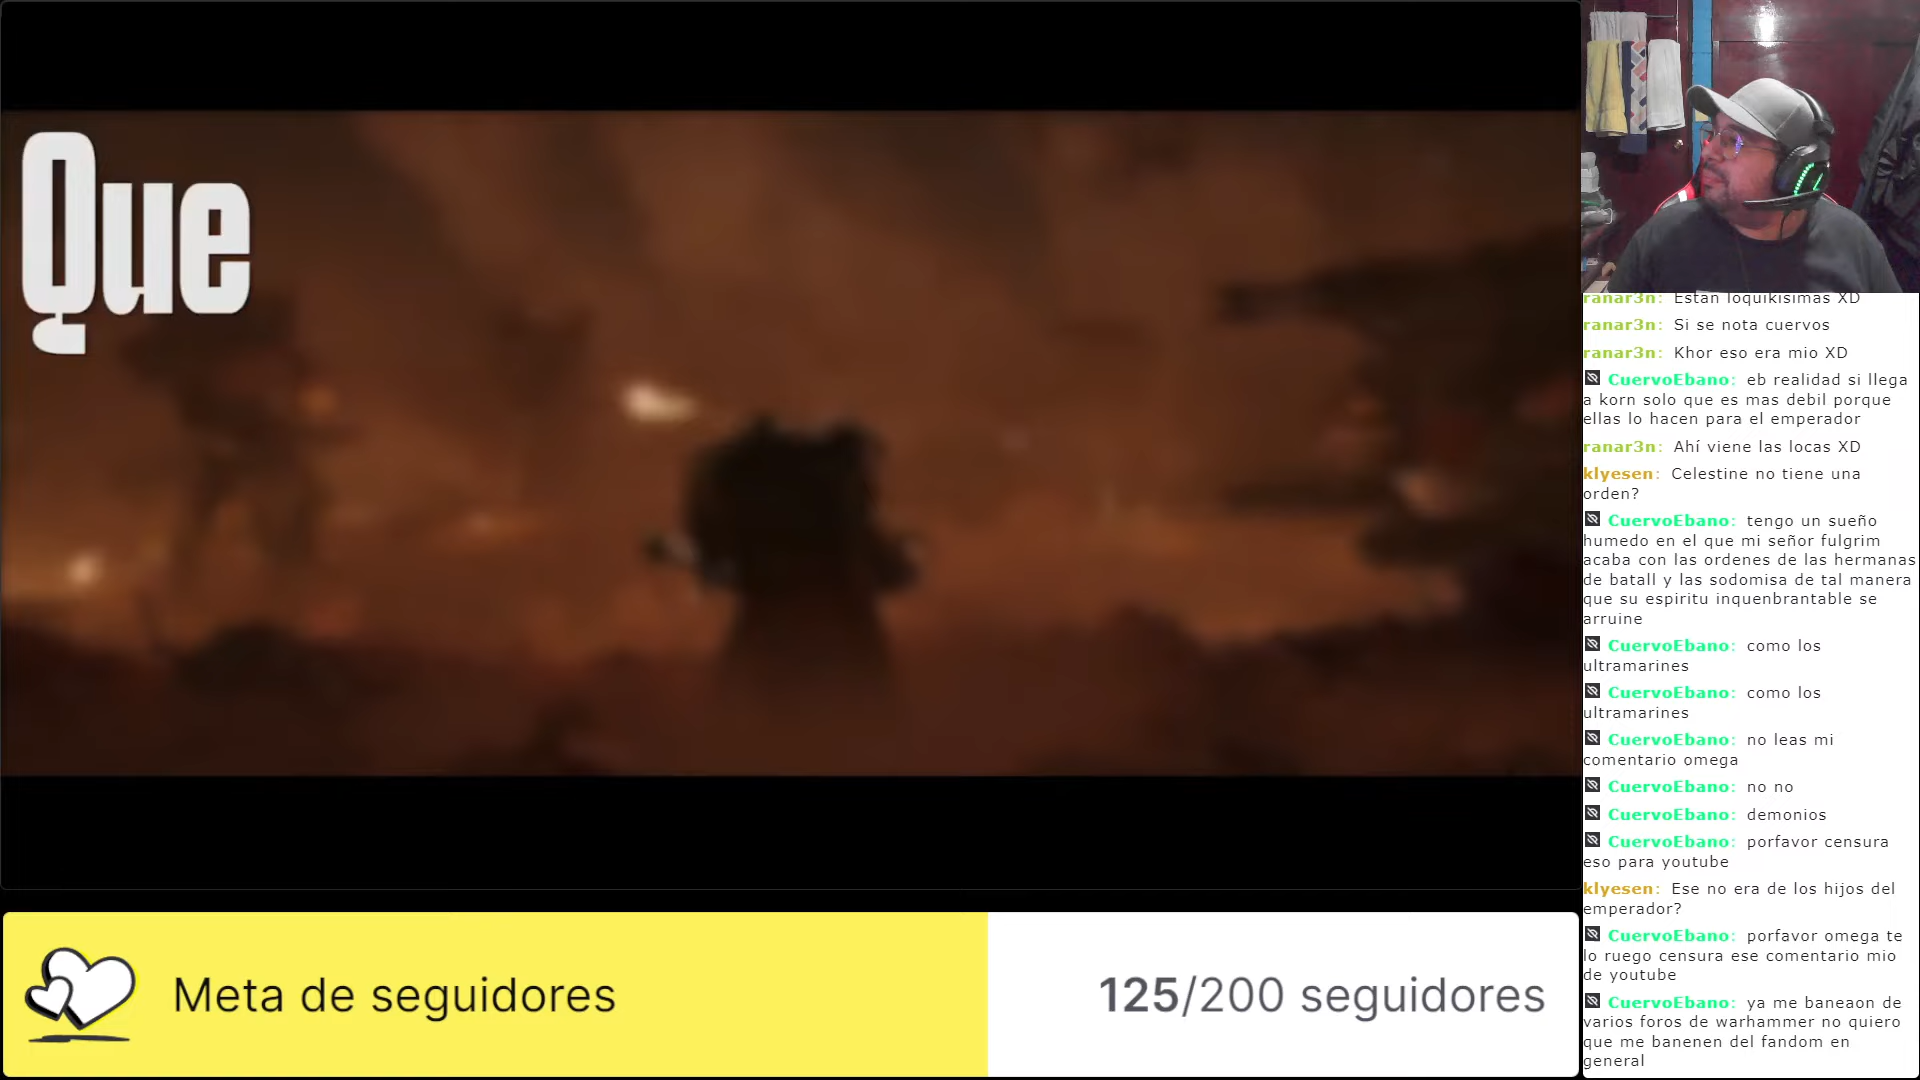 Que
ranar3n: Estan loquikisimas XD
ranar3n: Si se nota cuervos
ranar3n: Khor eso era mio XD
CuervoEbano: eb realidad si llega
a korn solo que es mas debil porque
ellas lo hacen para el emperador
ranar3n: Ahí viene las locas XD
klyesen: Celestine no tiene una
orden?
CuervoEbano: tengo un sueño
humedo en el que mi señor fulgrim
acaba con las ordenes de las hermanas
de batall y las sodomisa de tal manera
que su espiritu inquenbrantable se
arruine
CuervoEbano: como los
ultramarines
CuervoEbano: como los
ultramarines
CuervoEbano: no leas mi
comentario omega
CuervoEbano: no no
CuervoEbano: demonios
CuervoEbano: porfavor censura
eso para youtube
klyesen: Ese no era de los hijos del
emperador?
CuervoEbano: porfavor omega te
lo ruego censura ese comentario mio
de youtube
CuervoEbano: ya me baneaon de
varios foros de warhammer no quiero
que me banenen del fandom en
general
Meta de seguidores
125/200 seguidores